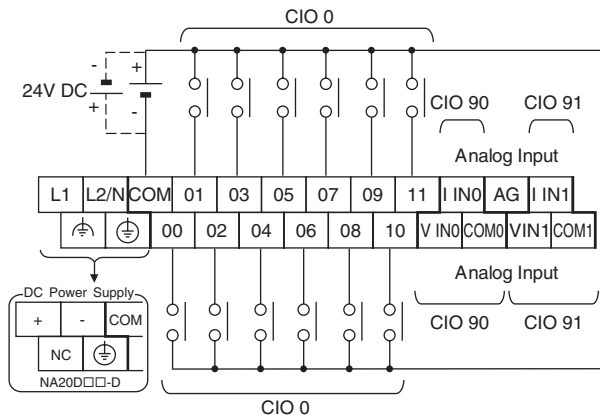 CIO 0
- +
24V DC
+ -
CIO 90 CIO 91
Analog Input
L1 L2/N COM 01 03 05 07 09 11 I IN0 AG I IN1
00 02 04 06 08 10 V IN0 COM0 VIN1 COM1
Analog Input
CIO 90 CIO 91
DC Power Supply
+ - COM
NC
NA20D□□-D
CIO 0